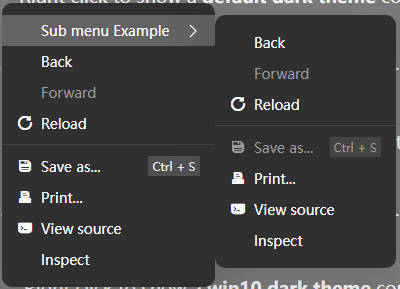 Right click to show a default dark theme co
Sub menu Example
Back
Forward
Reload
Save as... Ctrl + S
Print...
View source
Inspect
Back
Forward
Reload
Save as... Ctrl + S
Print...
View source
Inspect
win10 dark theme co